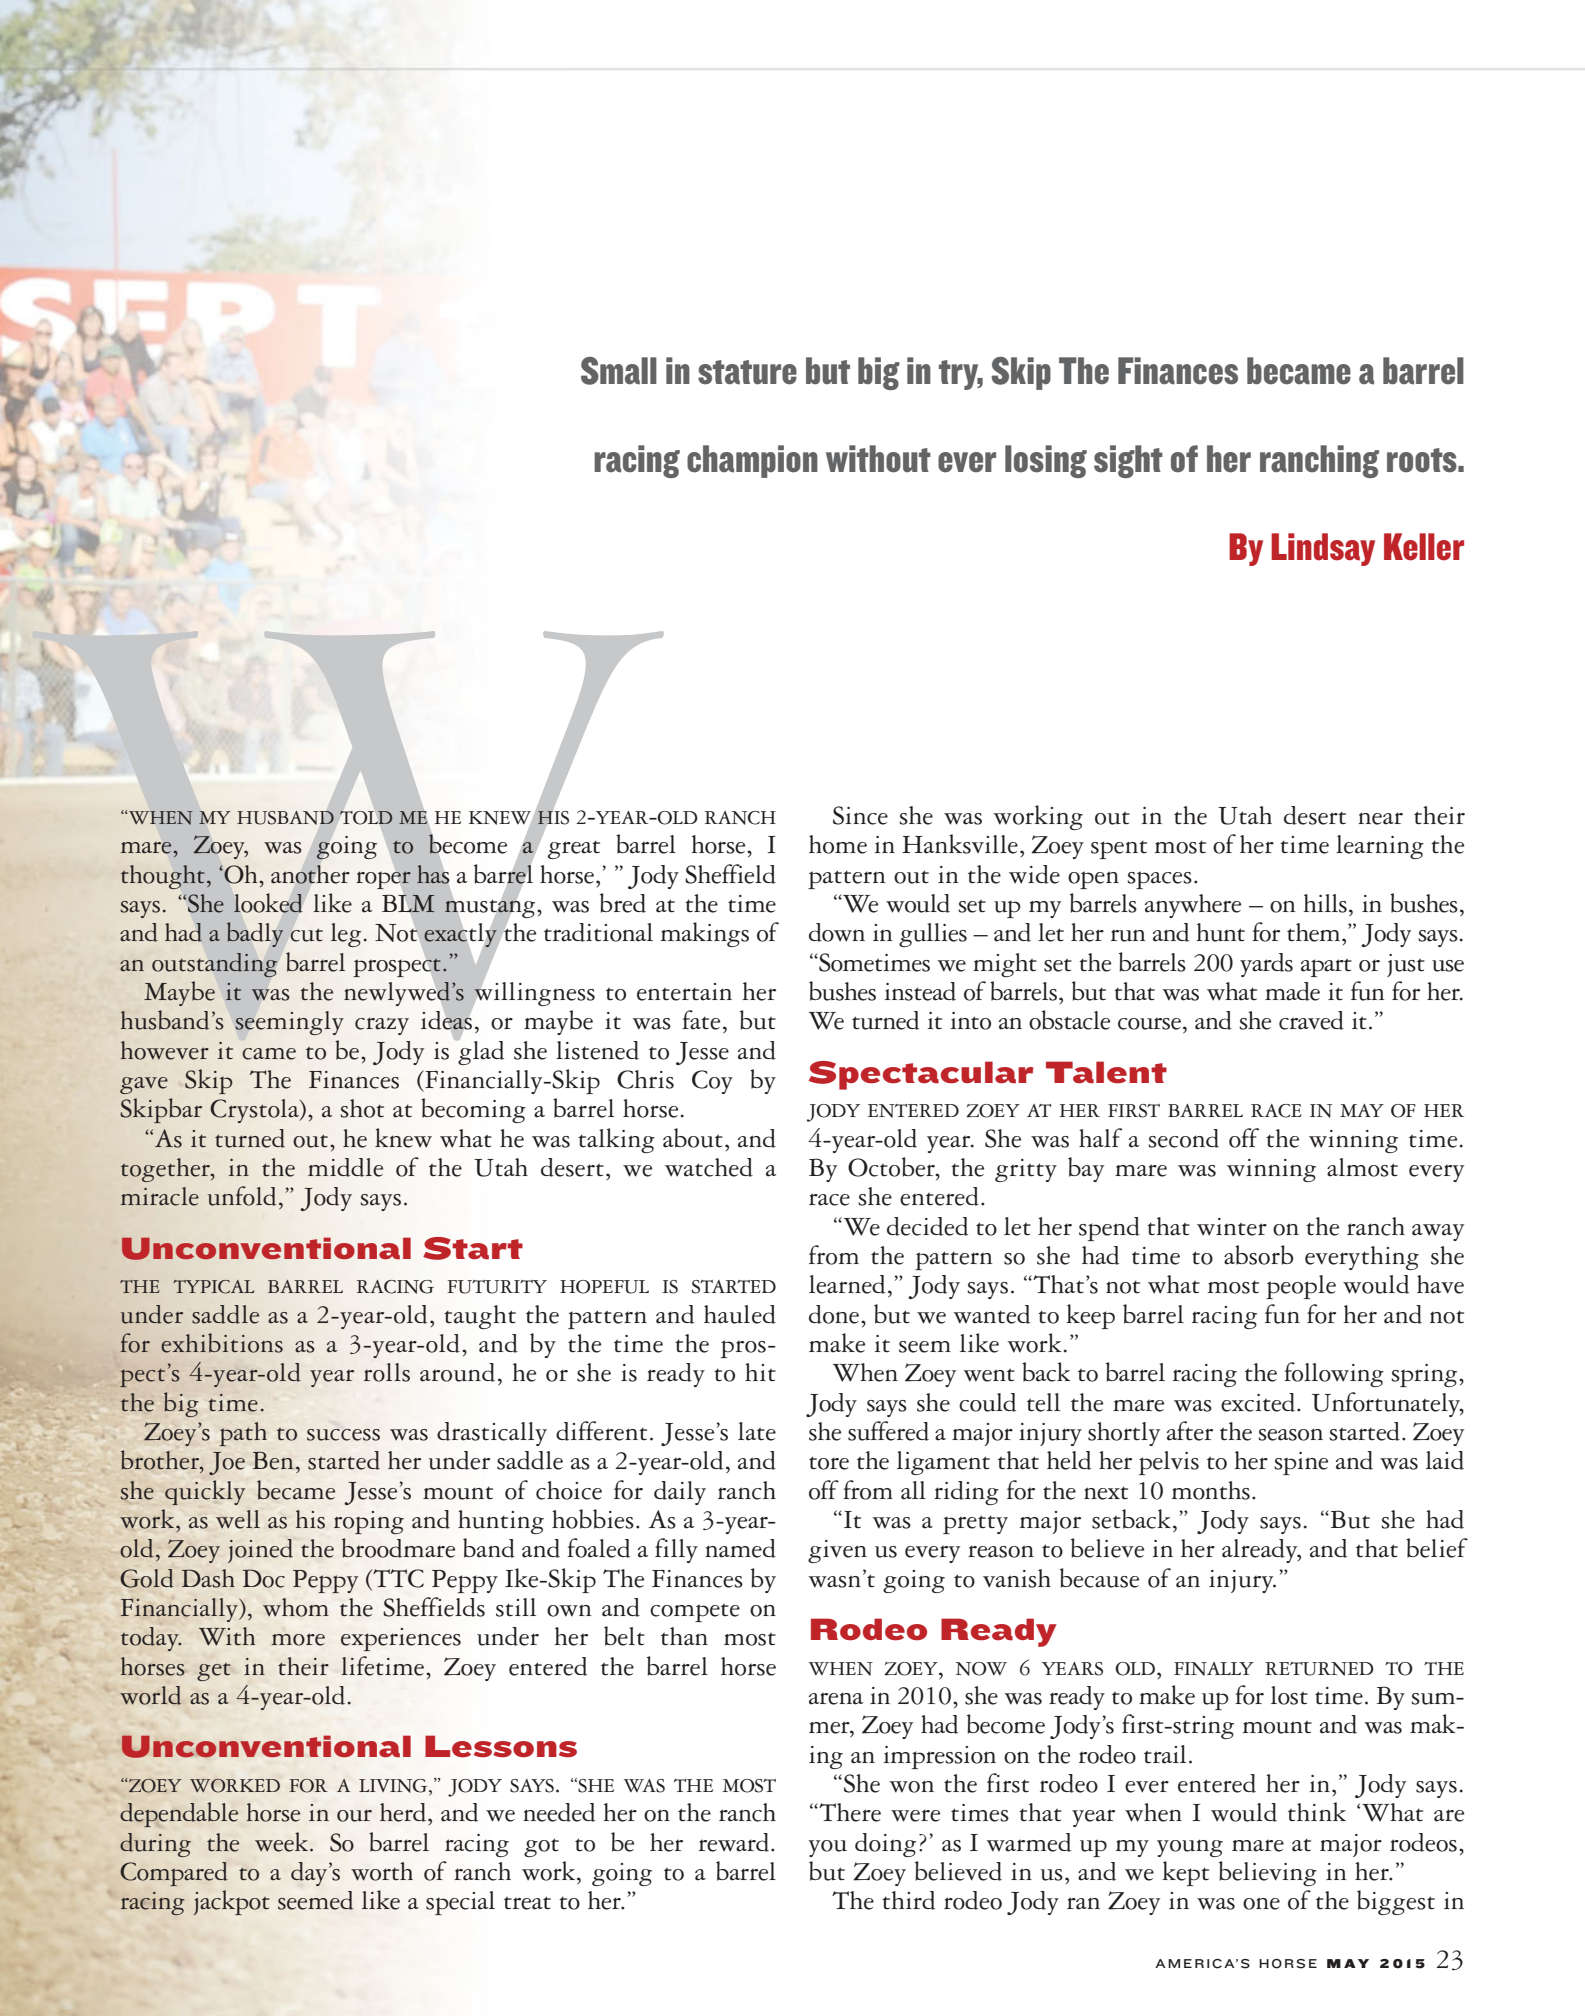 SERT
Small in stature but big in try, Skip The Finances became a barrel
racing champion without ever losing sight of her ranching roots.
By Lindsay Keller
W
“WHEN MY HUSBAND TOLD ME HE KNEW HIS 2-YEAR-OLD RANCH
mare, Zoey, was going to become a great barrel horse, I
thought, ‘Oh, another roper has a barrel horse,’ ” Jody Sheffield
says. “She looked like a BLM mustang, was bred at the time
and had a badly cut leg. Not exactly the traditional makings of
an outstanding barrel prospect.”
Maybe it was the newlywed’s willingness to entertain her
husband’s seemingly crazy ideas, or maybe it was fate, but
however it came to be, Jody is glad she listened to Jesse and
gave Skip The Finances (Financially-Skip Chris Coy by
Skipbar Crystola), a shot at becoming a barrel horse.
“As it turned out, he knew what he was talking about, and
together, in the middle of the Utah desert, we watched a
miracle unfold,” Jody says.
Unconventional Start
THE TYPICAL BARREL RACING FUTURITY HOPEFUL IS STARTED
under saddle as a 2-year-old, taught the pattern and hauled
for exhibitions as a 3-year-old, and by the time the pros-
pect’s 4-year-old year rolls around, he or she is ready to hit
the big time.
Zoey’s path to success was drastically different. Jesse’s late
brother, Joe Ben, started her under saddle as a 2-year-old, and
she quickly became Jesse’s mount of choice for daily ranch
work, as well as his roping and hunting hobbies. As a 3-year-
old, Zoey joined the broodmare band and foaled a filly named
Gold Dash Doc Peppy (TTC Peppy Ike-Skip The Finances by
Financially), whom the Sheffields still own and compete on
today. With more experiences under her belt than most
horses get in their lifetime, Zoey entered the barrel horse
world as a 4-year-old.
Unconventional Lessons
“ZOEY WORKED FOR A LIVING,” JODY SAYS. “SHE WAS THE MOST
dependable horse in our herd, and we needed her on the ranch
during the week. So barrel racing got to be her reward.
Compared to a day’s worth of ranch work, going to a barrel
racing jackpot seemed like a special treat to her.”
Since she was working out in the Utah desert near their
home in Hanksville, Zoey spent most of her time learning the
pattern out in the wide open spaces.
“We would set up my barrels anywhere – on hills, in bushes,
down in gullies – and let her run and hunt for them,” Jody says.
“Sometimes we might set the barrels 200 yards apart or just use
bushes instead of barrels, but that was what made it fun for her.
We turned it into an obstacle course, and she craved it.”
Spectacular Talent
JODY ENTERED ZOEY AT HER FIRST BARREL RACE IN MAY OF HER
4-year-old year. She was half a second off the winning time.
By October, the gritty bay mare was winning almost every
race she entered.
“We decided to let her spend that winter on the ranch away
from the pattern so she had time to absorb everything she
learned,” Jody says. “That’s not what most people would have
done, but we wanted to keep barrel racing fun for her and not
make it seem like work.”
When Zoey went back to barrel racing the following spring,
Jody says she could tell the mare was excited. Unfortunately,
she suffered a major injury shortly after the season started. Zoey
tore the ligament that held her pelvis to her spine and was laid
off from all riding for the next 10 months.
“It was a pretty major setback,” Jody says. “But she had
given us every reason to believe in her already, and that belief
wasn’t going to vanish because of an injury.”
Rodeo Ready
WHEN ZOEY, NOW 6 YEARS OLD, FINALLY RETURNED TO THE
arena in 2010, she was ready to make up for lost time. By sum-
mer, Zoey had become Jody’s first-string mount and was mak-
ing an impression on the rodeo trail.
“She won the first rodeo I ever entered her in,” Jody says.
“There were times that year when I would think ‘What are
you doing?’ as I warmed up my young mare at major rodeos,
but Zoey believed in us, and we kept believing in her.”
The third rodeo Jody ran Zoey in was one of the biggest in
AMERICA’S HORSE MAY 2015 23